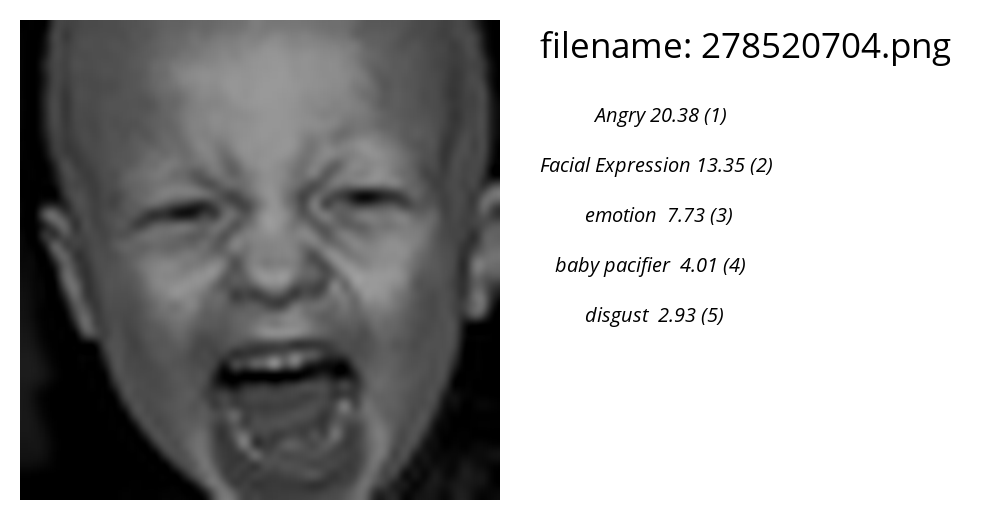 filename: 278520704.png
Angry 20.38 (1)
Facial Expression 13.35 (2)
emotion 7.73 (3)
baby pacifier 4.01 (4)
disgust 2.93 (5)